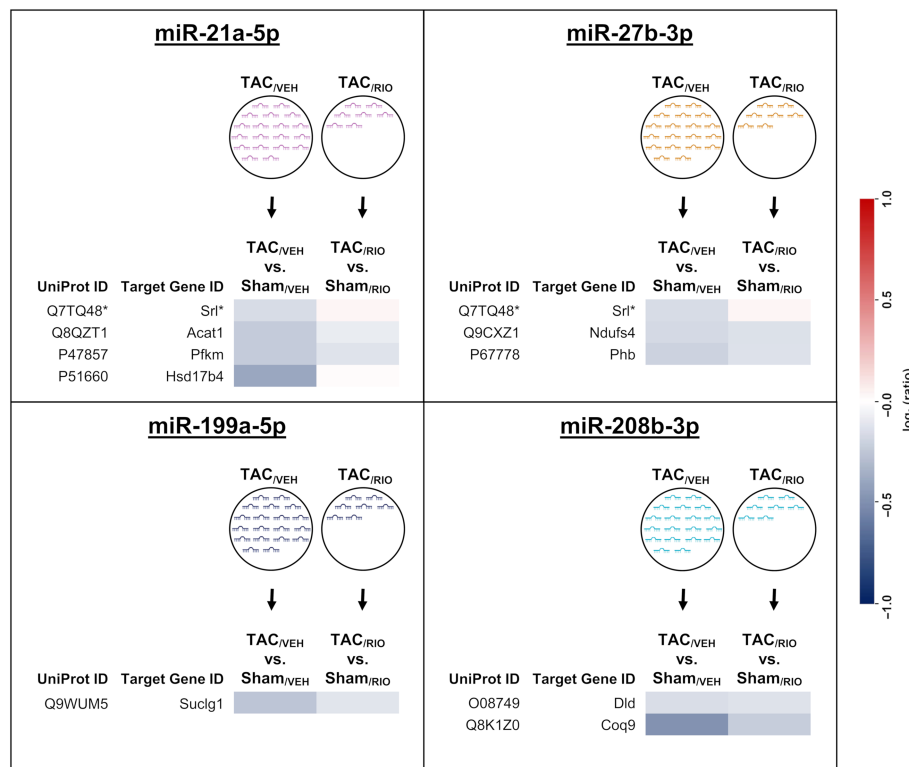 miR-21a-5p
TAC/VEH TAC/RIO
TAC/VEH TAC/RIO
vs. vs.
UniProt ID Target Gene ID Sham/VEH Sham/RIO
Q7TQ48* Srl*
Q8QZT1 Acat1
P47857 Pfkm
P51660 Hsd17b4
miR-27b-3p
TAC/VEH TAC/RIO
TAC/VEH TAC/RIO
vs. vs.
UniProt ID Target Gene ID Sham/VEH Sham/RIO
Q7TQ48* Srl*
Q9CXZ1 Ndufs4
P67778 Phb
miR-199a-5p
TAC/VEH TAC/RIO
TAC/VEH TAC/RIO
vs. vs.
UniProt ID Target Gene ID Sham/VEH Sham/RIO
Q9WUM5 Suclg1
miR-208b-3p
TAC/VEH TAC/RIO
TAC/VEH TAC/RIO
vs. vs.
UniProt ID Target Gene ID Sham/VEH Sham/RIO
O08749 Dld
Q8K1Z0 Coq9
1.0
0.5
-0.0
-0.5
-1.0
(ratio)